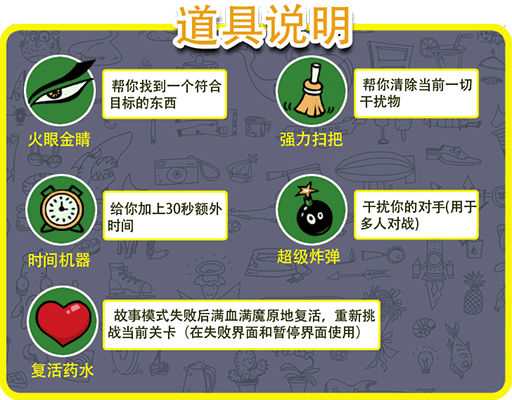 道具说明
帮你找到一个符合
目标的东西
火眼金睛
帮你清除当前一切
干扰物
强力扫把
给你加上30秒额外
时间
时间机器
干扰你的对手(用于
多人对战)
超级炸弹
故事模式失败后满血满魔原地复活，重新挑
战当前关卡（在失败界面和暂停界面使用）
复活药水